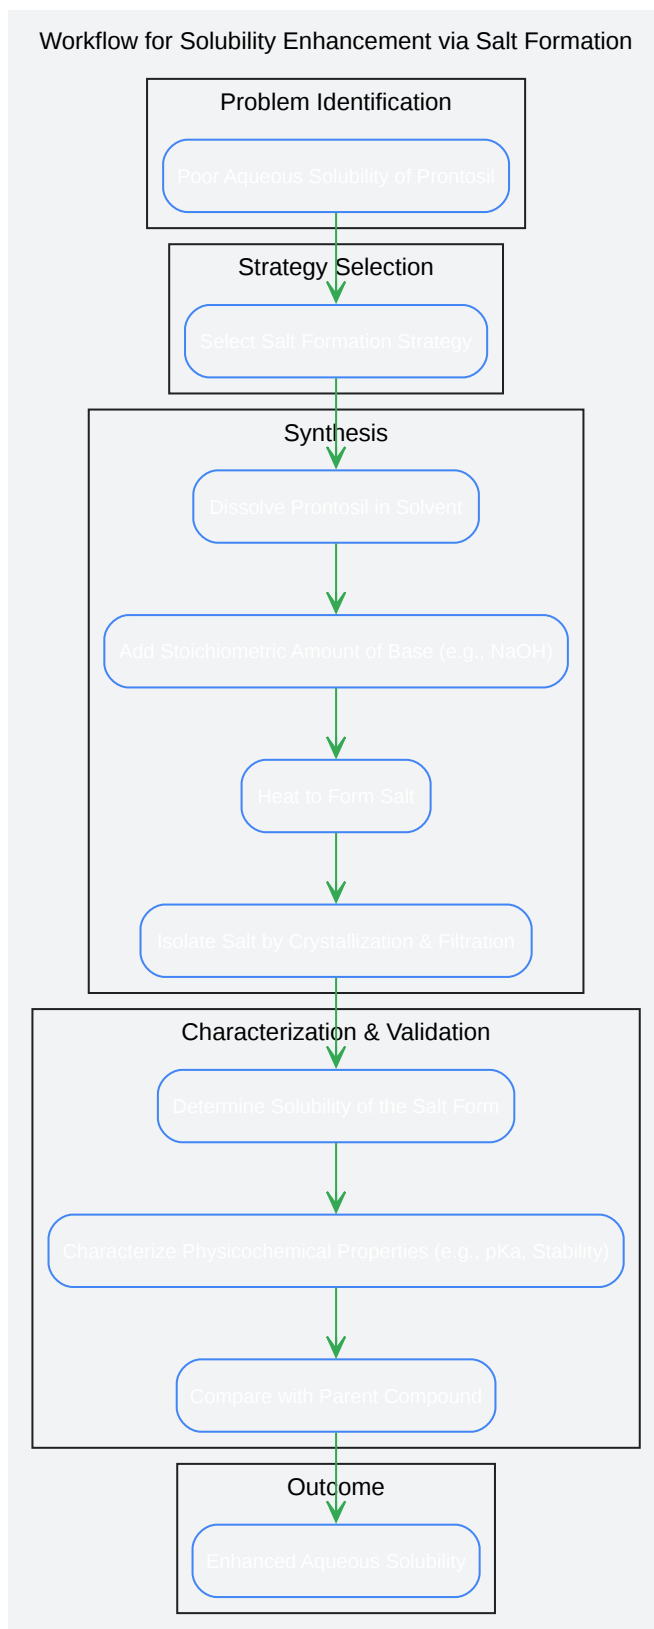 Workflow for Solubility Enhancement via Salt Formation
Problem Identification
Poor Aqueous Solubility of Prontosil
Strategy Selection
Select Salt Formation Strategy
Synthesis
Dissolve Prontosil in Solvent
Add Stoichiometric Amount of Base (e.g., NaOH)
Heat to Form Salt
Isolate Salt by Crystallization & Filtration
Characterization & Validation
Determine Solubility of the Salt Form
Characterize Physicochemical Properties (e.g., pKa, Stability)
Compare with Parent Compound
Outcome
Enhanced Aqueous Solubility